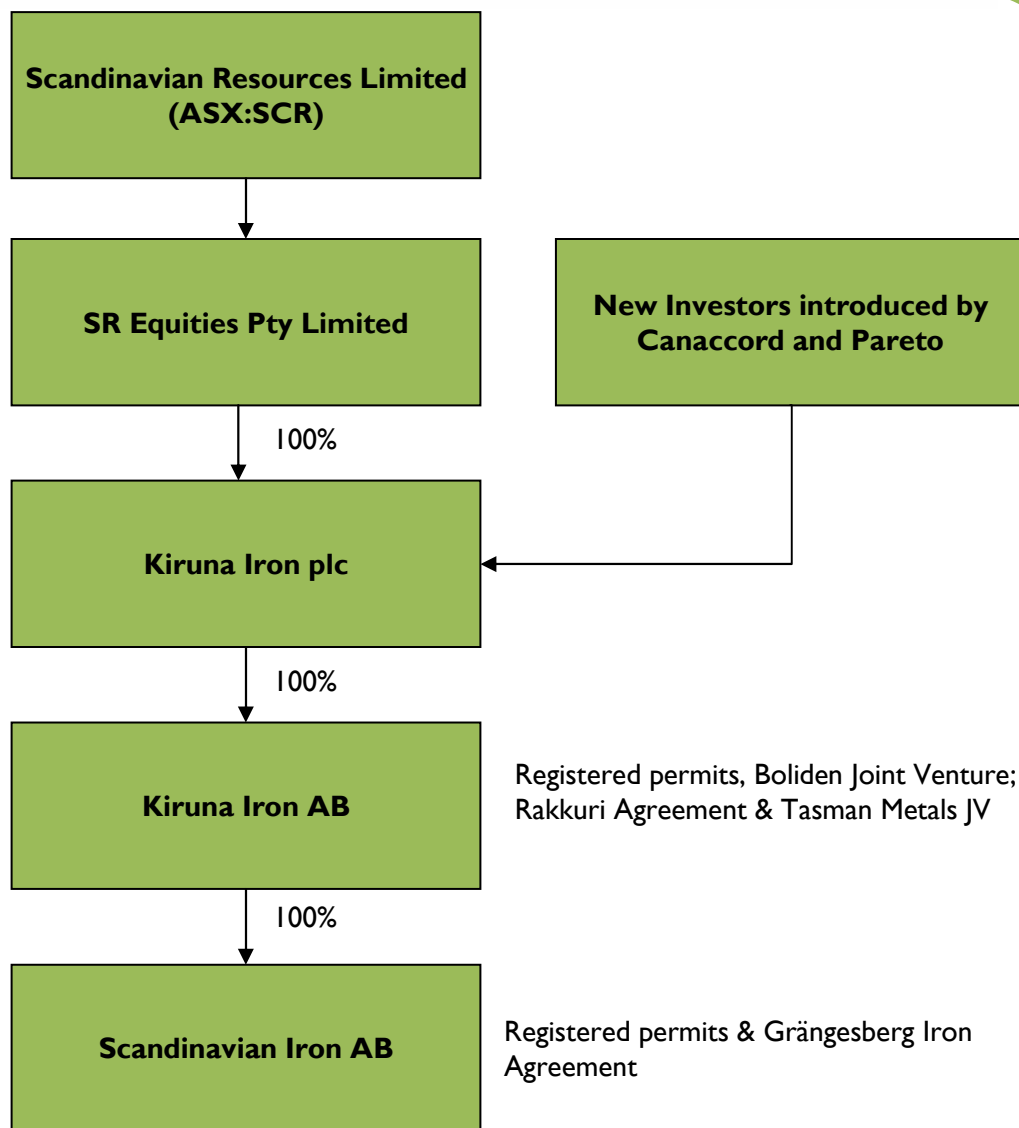 Scandinavian Resources Limited
(ASX:SCR)
SR Equities Pty Limited
New Investors introduced by
Canaccord and Pareto
100%
Kiruna Iron plc
100%
Kiruna Iron AB
Registered permits, Boliden Joint Venture;
Rakkuri Agreement & Tasman Metals JV
100%
Scandinavian Iron AB
Registered permits & Grängesberg Iron
Agreement